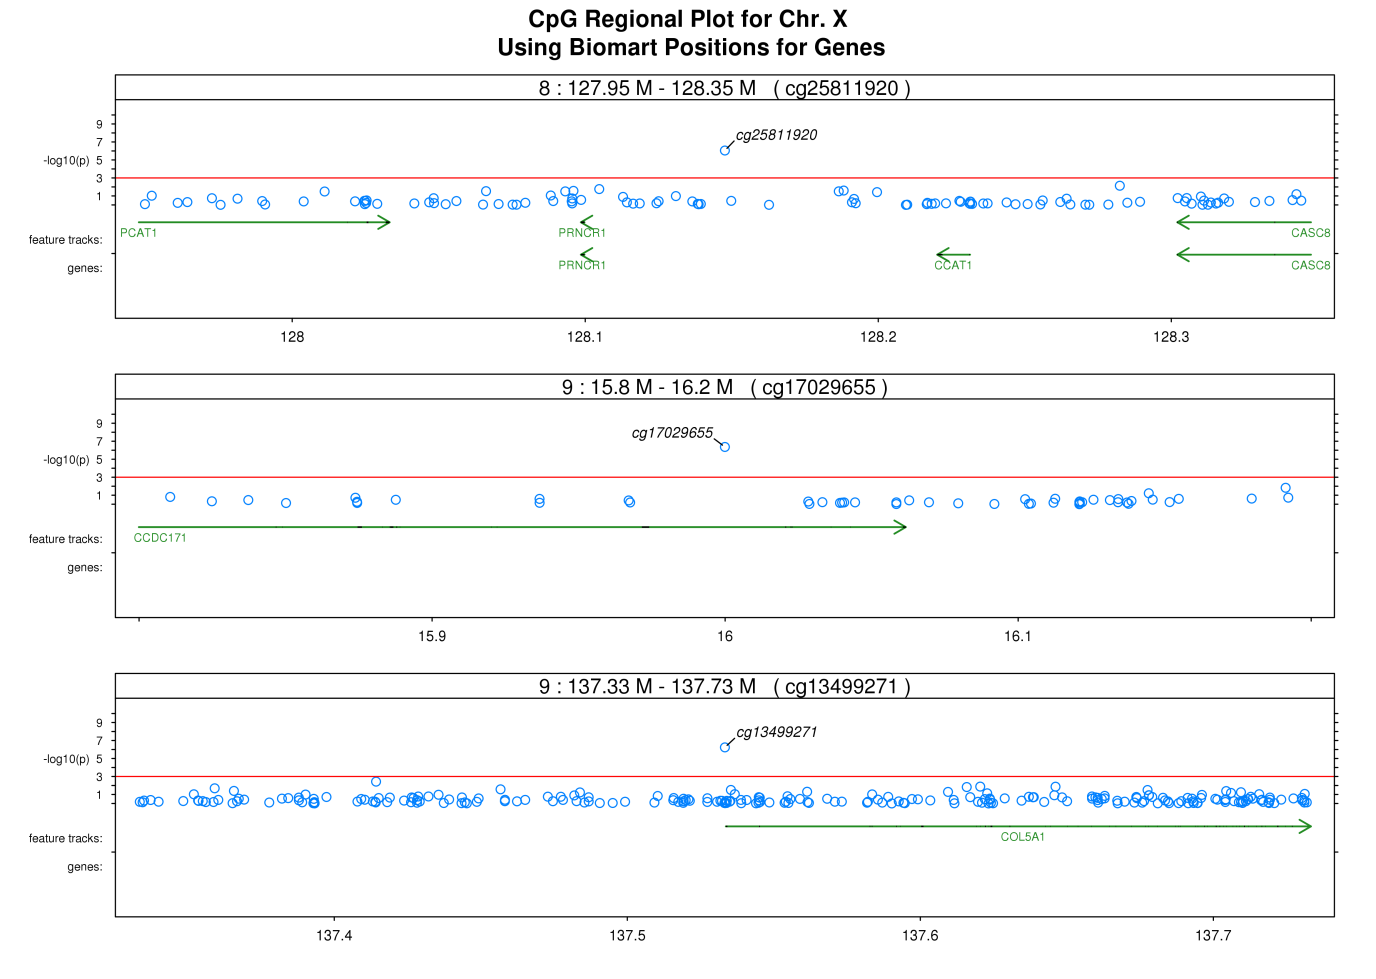 CpG Regional Plot for Chr. X
Using Biomart Positions for Genes
8 : 127.95 M - 128.35 M ( cg25811920 )
9
7
-log10(p) 5
3
1
cg25811920
PCAT1
PRNCR1
CASC8
feature tracks:
PRNCR1
CCAT1
CASC8
genes:
128
128.1
128.2
128.3
9 : 15.8 M - 16.2 M ( cg17029655 )
9
7
-log10(p) 5
3
1
cg17029655
CCDC171
feature tracks:
genes:
15.9
16
16.1
9 : 137.33 M - 137.73 M ( cg13499271 )
9
7
-log10(p) 5
3
1
cg13499271
COL5A1
feature tracks:
genes:
137.4
137.5
137.6
137.7